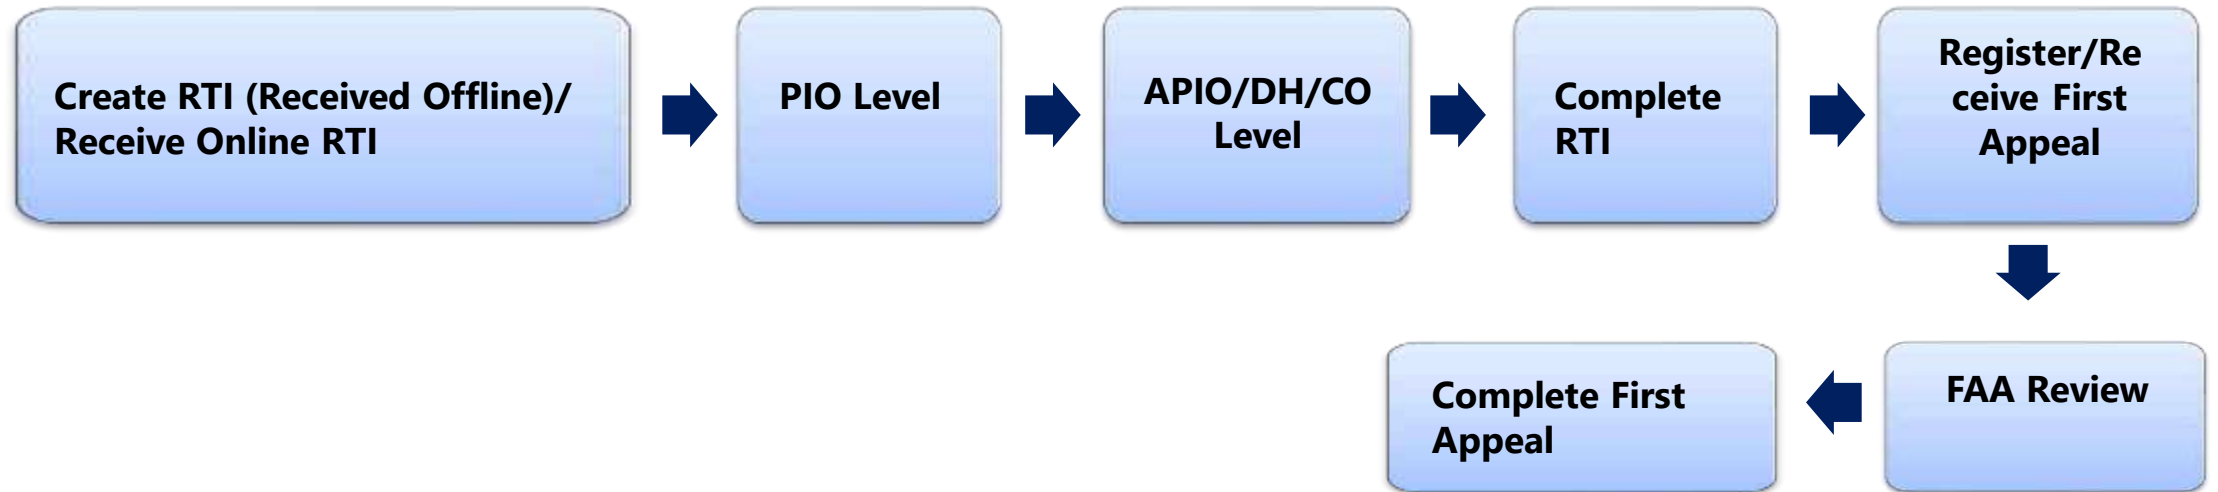 Create RTI (Received Offline)/
Receive Online RTI
PIO Level
APIO/DH/CO
Level
Complete
RTI
Register/Re
ceive First
Appeal
FAA Review
Complete First
Appeal